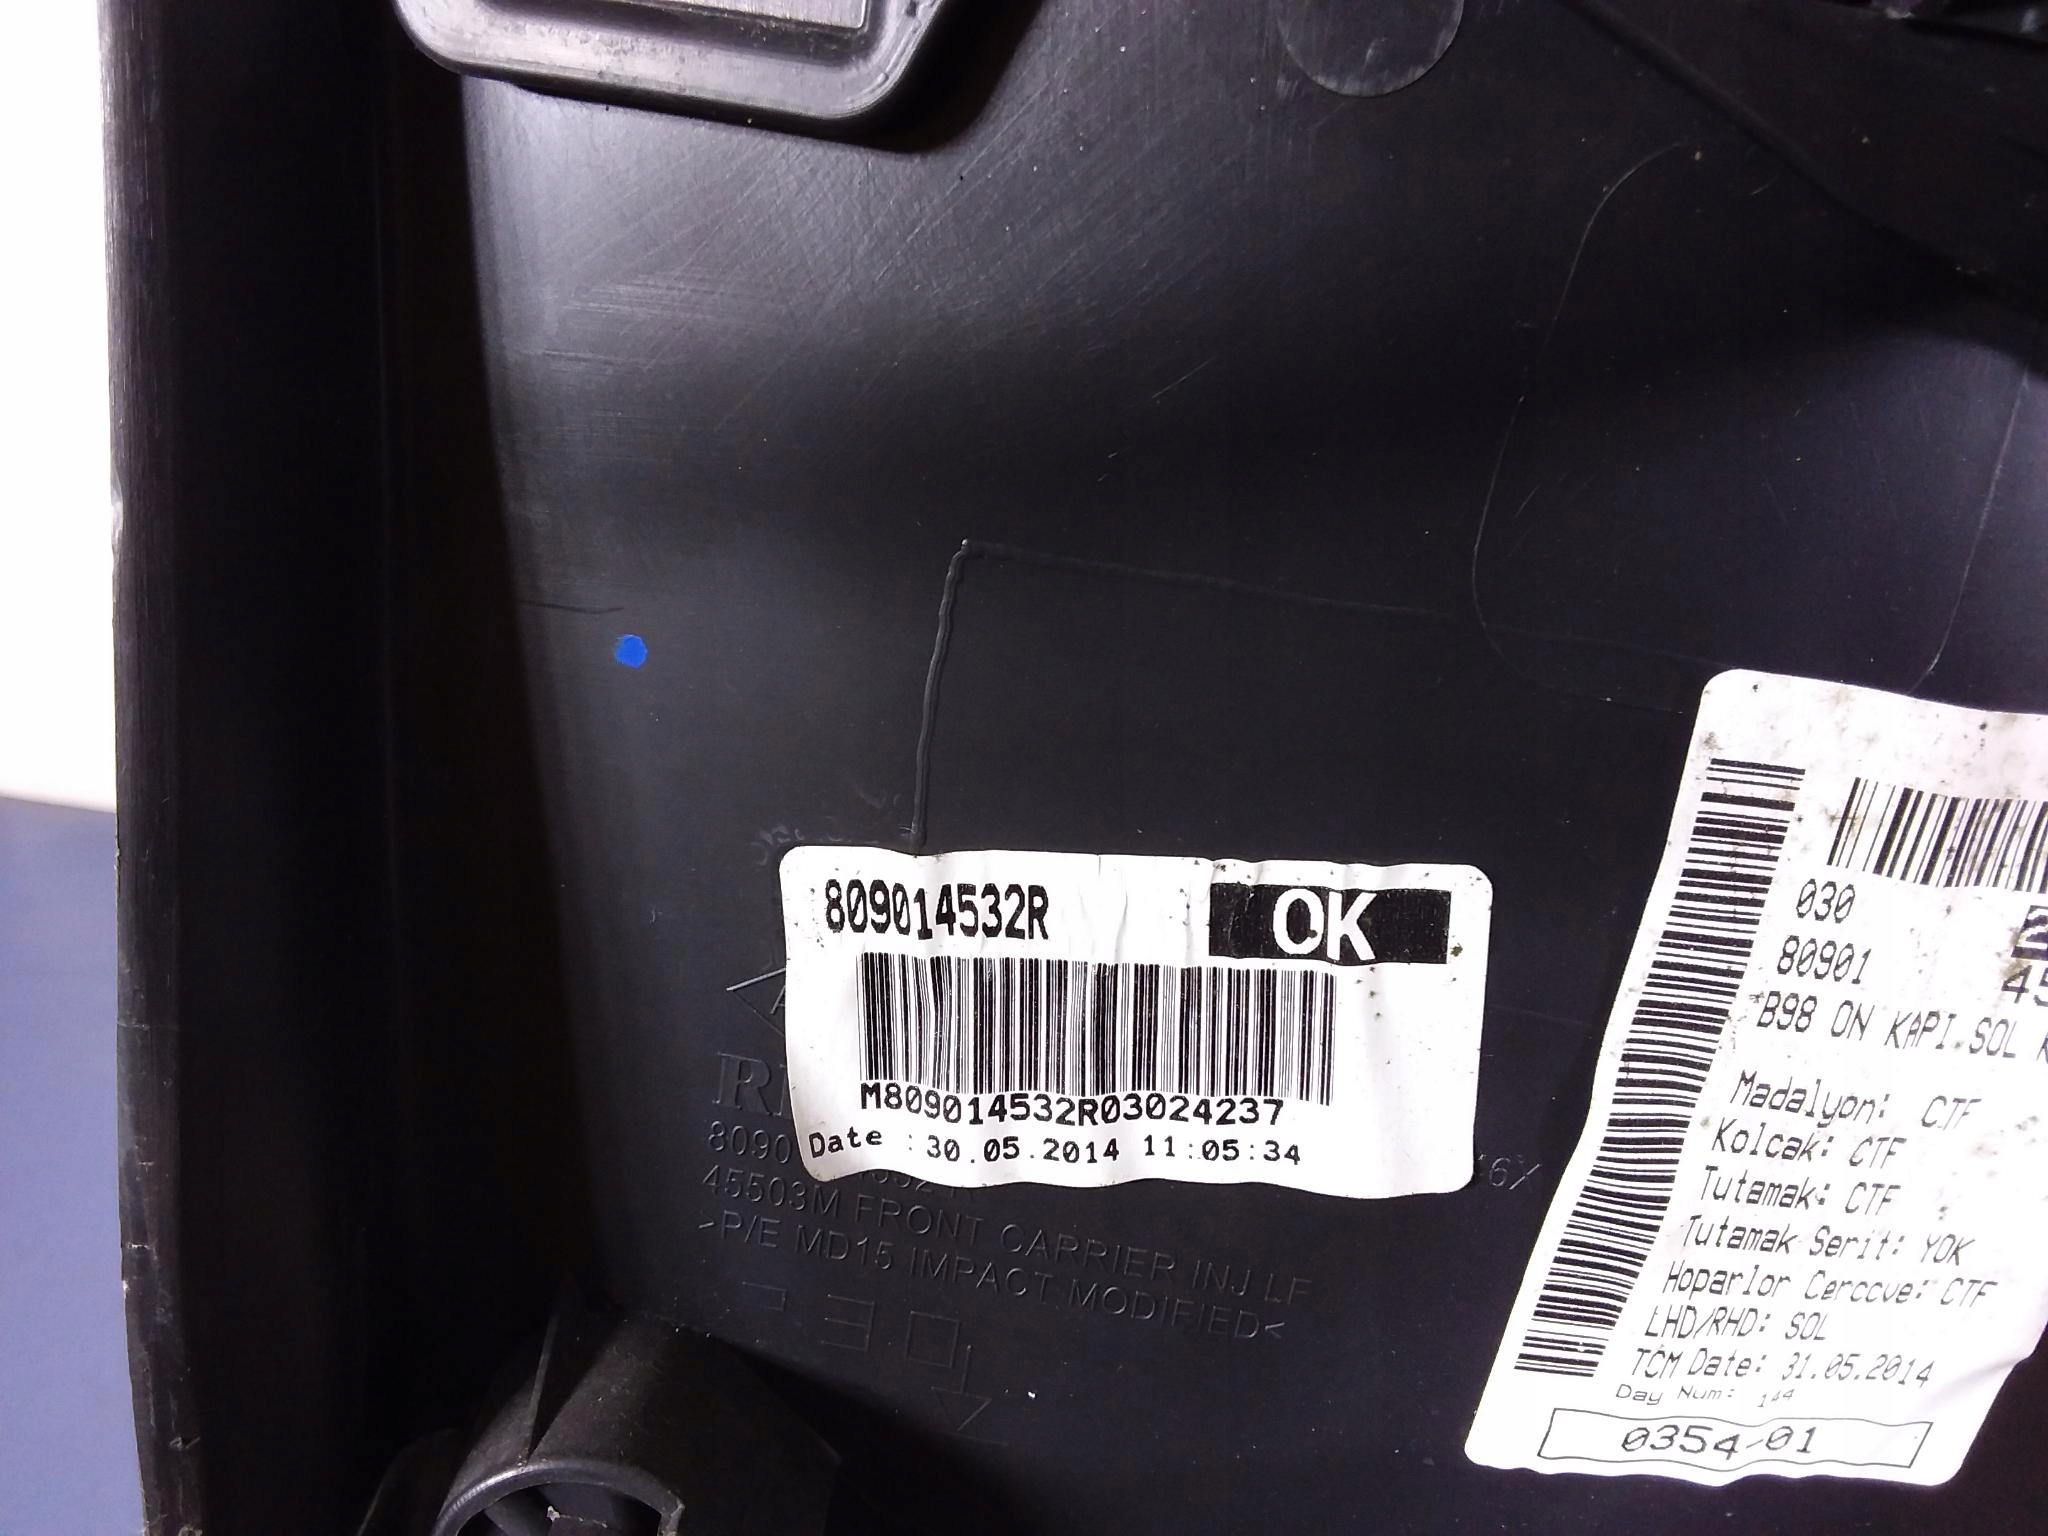 809014532R
OK
M809014532R03024237
Date : 30.05.2014 11:05:34
8090
45503M FRONT CARRIER INJ LF
>P/E MD15 IMPACT MODIFIED<
030
80901
B98 ON KAPI SOL
Madalyon: CTF
Kolcak: CTF
Tutamak: CTF
Tutamak Serit: YOK
Hoparlor Cerccve: CTF
LHD/RHD: SOL
TCM Date: 31.05.2014
Day Num: 144
0354-01